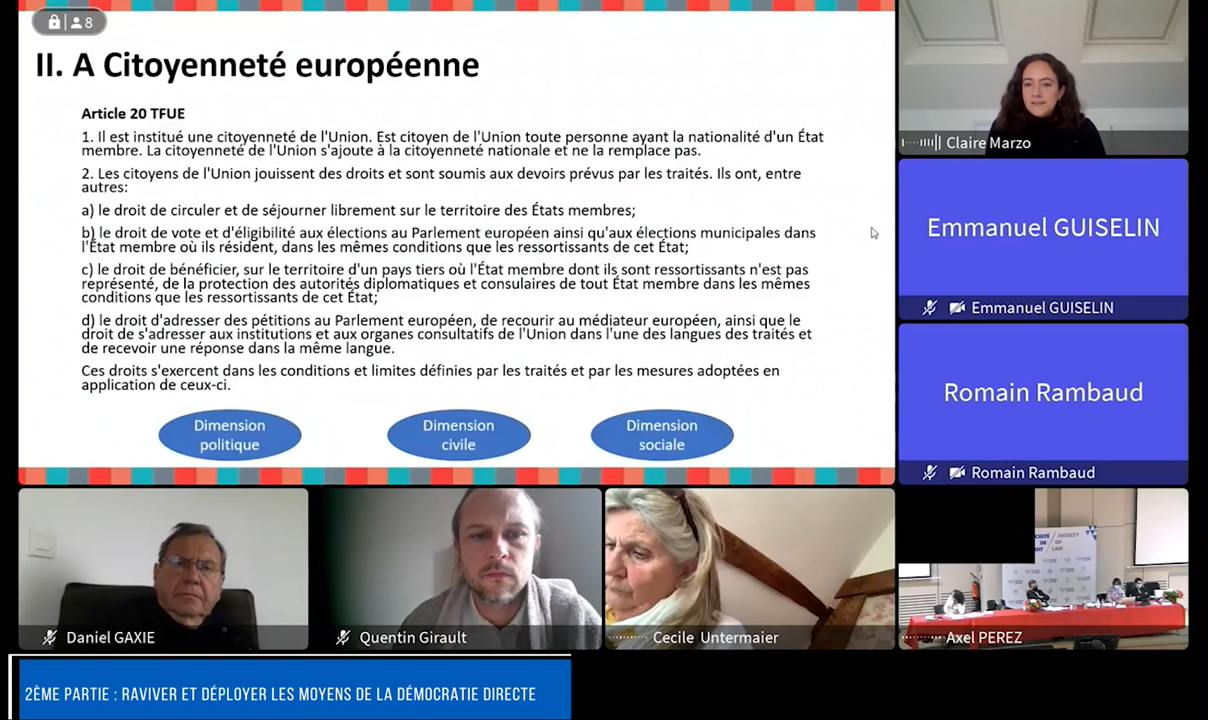 8
II. A Citoyenneté européenne
Article 20 TFUE
1. Il est institué une citoyenneté de l'Union. Est citoyen de l'Union toute personne ayant la nationalité d'un État
membre. La citoyenneté de l'Union s'ajoute à la citoyenneté nationale et ne la remplace pas.
2. Les citoyens de l'Union jouissent des droits et sont soumis aux devoirs prévus par les traités. Ils ont, entre
autres:
a) le droit de circuler et de séjourner librement sur le territoire des États membres;
b) le droit de vote et d'éligibilité aux élections au Parlement européen ainsi qu'aux élections municipales dans
l'État membre où ils résident, dans les mêmes conditions que les ressortissants de cet État;
c) le droit de bénéficier, sur le territoire d'un pays tiers où l'État membre dont ils sont ressortissants n'est pas
représenté, de la protection des autorités diplomatiques et consulaires de tout État membre dans les mêmes
conditions que les ressortissants de cet État;
d) le droit d'adresser des pétitions au Parlement européen, de recourir au médiateur européen, ainsi que le
droit de s'adresser aux institutions et aux organes consultatifs de l'Union dans l'une des langues des traités et
de recevoir une réponse dans la même langue.
Ces droits s'exercent dans les conditions et limites définies par les traités et par les mesures adoptées en
application de ceux-ci.
Dimension
politique
Dimension
civile
Dimension
sociale
Claire Marzo
Emmanuel GUISELIN
Emmanuel GUISELIN
Romain Rambaud
Romain Rambaud
Daniel GAXIE
Quentin Girault
Cecile Untermaier
FACULTY
DE OF
LAW
Axel PEREZ
2ÈME PARTIE : RAVIVER ET DÉPLOYER LES MOYENS DE LA DÉMOCRATIE DIRECTE